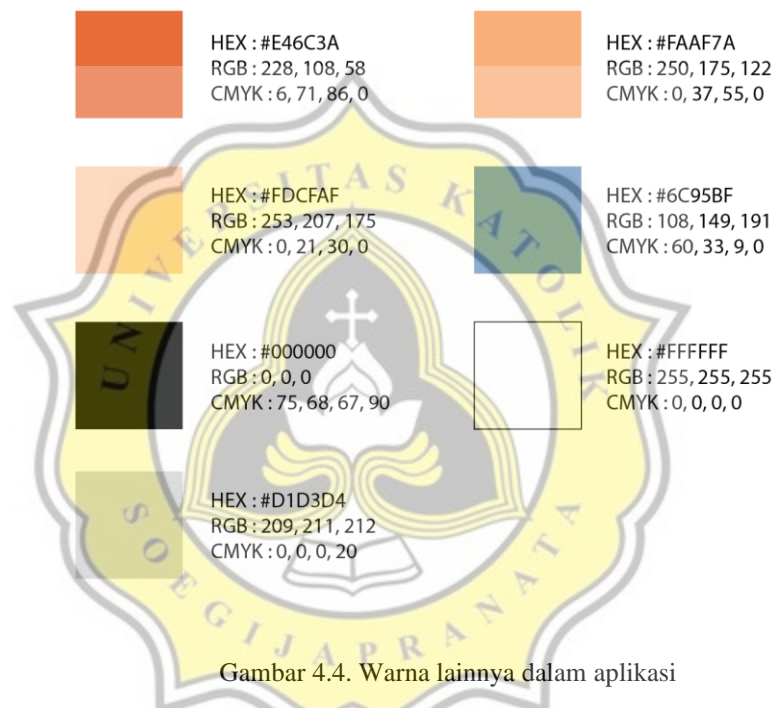 HEX : #E46C3A
RGB : 228, 108, 58
CMYK : 6, 71, 86, 0
HEX : #FAAF7A
RGB : 250, 175, 122
CMYK : 0, 37, 55, 0
HEX : #FDCFAF
RGB : 253, 207, 175
CMYK : 0, 21, 30, 0
HEX : #6C95BF
RGB : 108, 149, 191
CMYK : 60, 33, 9, 0
HEX : #000000
RGB : 0, 0, 0
CMYK : 75, 68, 67, 90
HEX : #FFFFFF
RGB : 255, 255, 255
CMYK : 0, 0, 0, 0
HEX : #D1D3D4
RGB : 209, 211, 212
CMYK : 0, 0, 0, 20
UNIVERSITAS KATOLIK
SOEGIJAPRANATA
Gambar 4.4. Warna lainnya dalam aplikasi